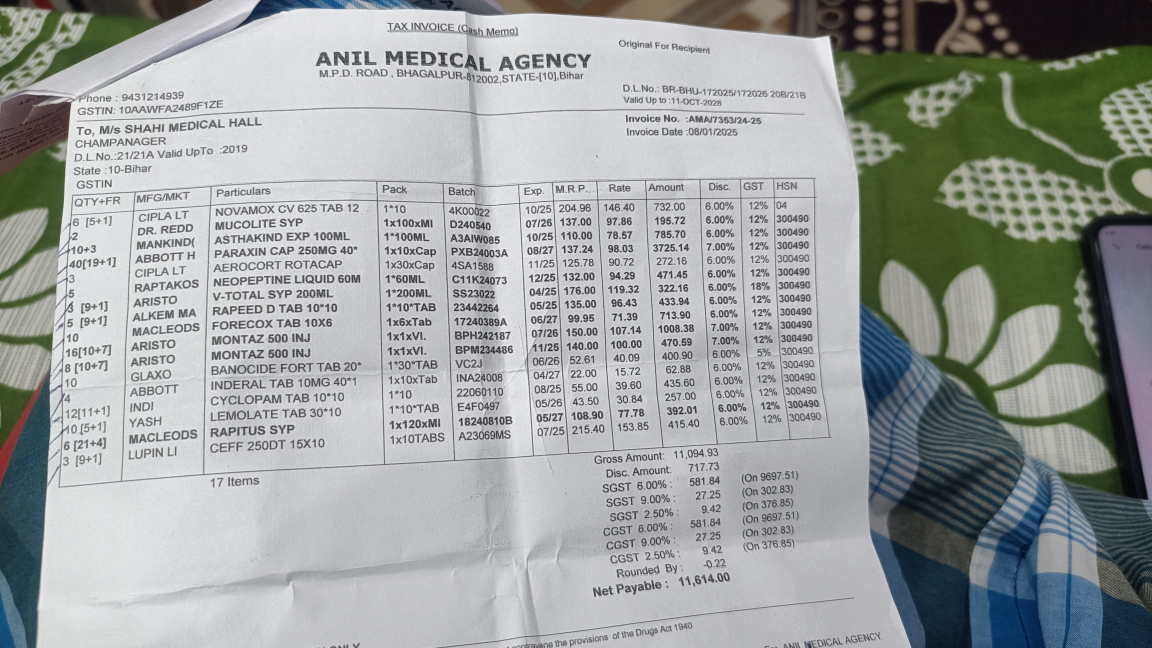 TAX INVOICE (Cash Memo)
Original For Recipient
ANIL MEDICAL AGENCY
M.P.D. ROAD , BHAGALPUR-812002,STATE-[10],Bihar
Phone : 9431214939
GSTIN: 10AAWFA2489F1ZE
D.L.No.: BR-BHU-172025/172026 20B/21B
Valid Up to :11-OCT-2026
To, M/s SHAHI MEDICAL HALL
CHAMPANAGER
D.L.No.:21/21A Valid UpTo :2019
State :10-Bihar
GSTIN
Invoice No. :AMA/7353/24-25
Invoice Date :08/01/2025
QTY+FR MFG/MKT Particulars Pack Batch Exp. M.R.P. Rate Amount Disc. GST HSN
6 [5+1] CIPLA LT NOVAMOX CV 625 TAB 12 1*10 4K00022 10/25 204.96 146.40 732.00 6.00% 12% 04
2 DR. REDD MUCOLITE SYP 1x100xMl D240540 07/26 137.00 97.86 195.72 6.00% 12% 300490
10+3 MANKIND( ASTHAKIND EXP 100ML 1*100ML A3AIW085 10/25 110.00 78.57 785.70 6.00% 12% 300490
40[19+1] ABBOTT H PARAXIN CAP 250MG 40* 1x10xCap PXB24003A 08/27 137.24 98.03 3725.14 7.00% 12% 300490
3 CIPLA LT AEROCORT ROTACAP 1x30xCap 4SA1588 11/25 125.78 90.72 272.16 6.00% 12% 300490
5 RAPTAKOS NEOPEPTINE LIQUID 60M 1*60ML C11K24073 12/25 132.00 94.29 471.45 6.00% 12% 300490
3 [9+1] ARISTO V-TOTAL SYP 200ML 1*200ML SS23022 04/25 176.00 119.32 322.16 6.00% 18% 300490
5 [9+1] ALKEM MA RAPEED D TAB 10*10 1*10*TAB 23442264 05/25 135.00 96.43 433.94 6.00% 12% 300490
10 MACLEODS FORECOX TAB 10X6 1x6xTab 17240389A 06/27 99.95 71.39 713.90 6.00% 12% 300490
16[10+7] ARISTO MONTAZ 500 INJ 1x1xVI. BPH242187 07/26 150.00 107.14 1008.38 7.00% 12% 300490
8 [10+7] ARISTO MONTAZ 500 INJ 1x1xVI. BPM234486 11/25 140.00 100.00 470.59 7.00% 12% 300490
10 GLAXO BANOCIDE FORT TAB 20* 1*30*TAB VC2J 06/26 52.61 40.09 400.90 6.00% 5% 300490
4 ABBOTT INDERAL TAB 10MG 40*1 1x10xTab INA24008 04/27 22.00 15.72 62.88 6.00% 12% 300490
12[11+1] INDI CYCLOPAM TAB 10*10 1*10 22060110 08/25 55.00 39.60 435.60 6.00% 12% 300490
10 [5+1] YASH LEMOLATE TAB 30*10 1*10*TAB E4F0497 05/26 43.50 30.84 257.00 6.00% 12% 300490
6 [21+4] MACLEODS RAPITUS SYP 1x120xMl 18240810B 05/27 108.90 77.78 392.01 6.00% 12% 300490
3 [9+1] LUPIN LI CEFF 250DT 15X10 1x10TABS A23069MS 07/25 215.40 153.85 415.40 6.00% 12% 300490
17 Items
Gross Amount: 11,094.93
Disc. Amount: 717.73
SGST 6.00% : 581.84 (On 9697.51)
SGST 9.00% : 27.25 (On 302.83)
SGST 2.50% : 9.42 (On 376.85)
CGST 6.00% : 581.84 (On 9697.51)
CGST 9.00% : 27.25 (On 302.83)
CGST 2.50% : 9.42 (On 376.85)
Rounded By : -0.22
Net Payable : 11,614.00
the provisions of the Drugs Act 1940
ANIL MEDICAL AGENCY